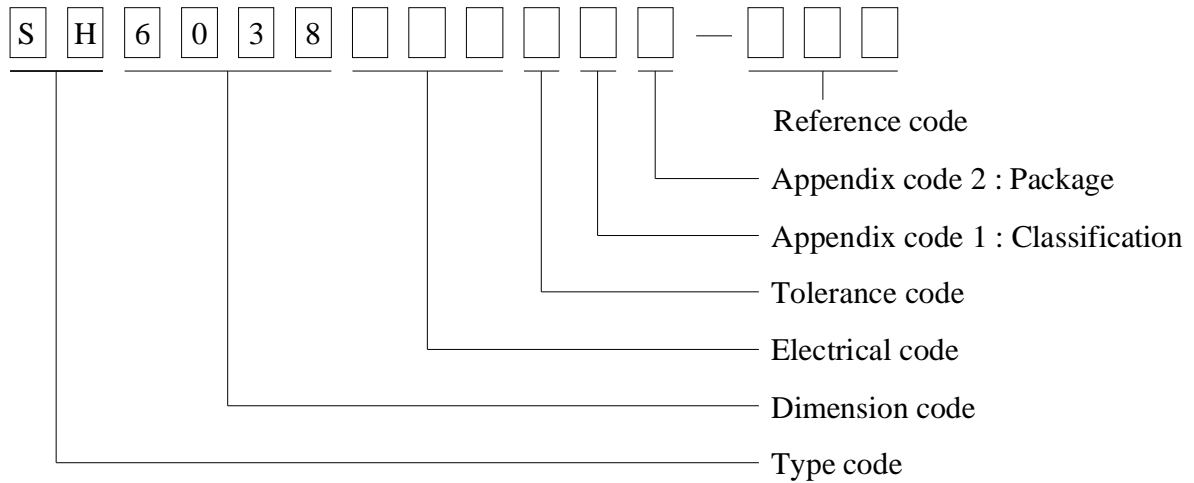 S H 6 0 3 8 —
Reference code
Appendix code 2 : Package
Appendix code 1 : Classification
Tolerance code
Electrical code
Dimension code
Type code